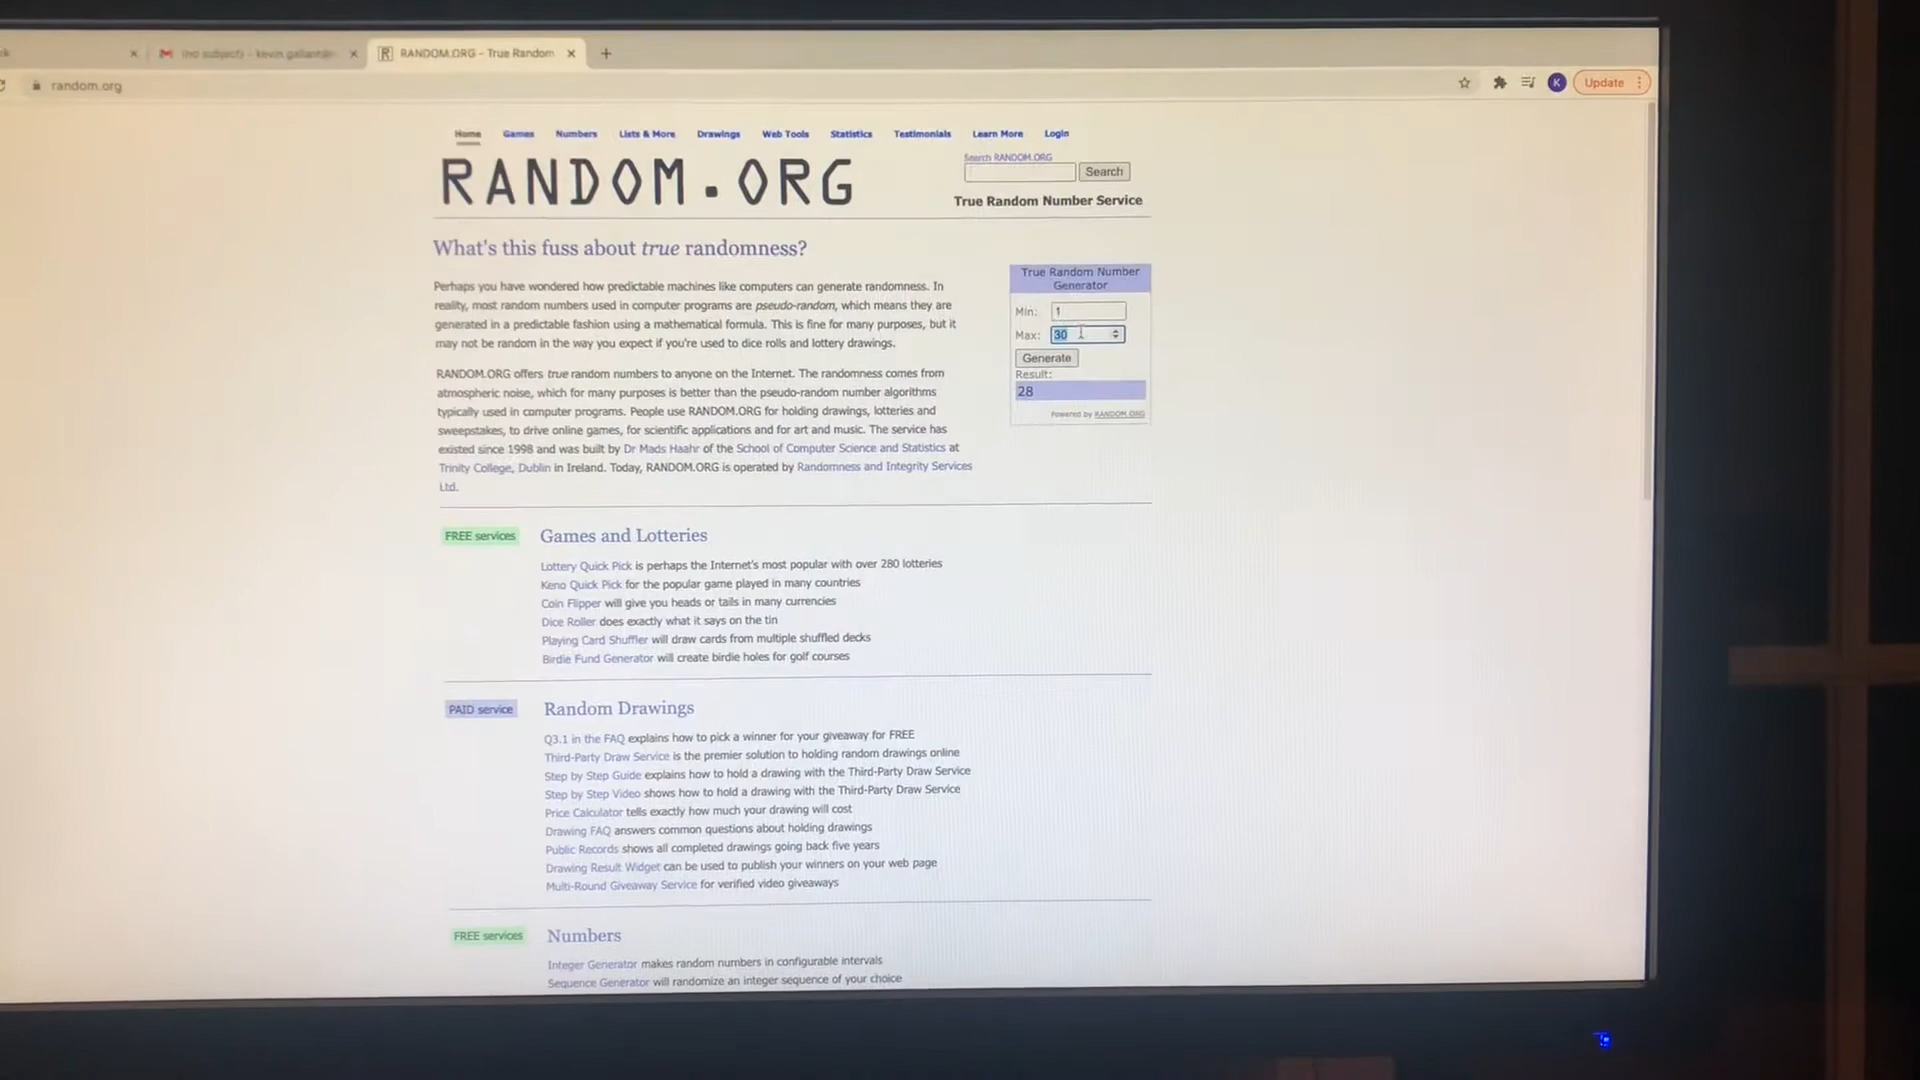 (no subject) - kevin gallant
RANDOM.ORG - True Random
random.org
Update
K
Home Games Numbers Lists & More Drawings Web Tools Statistics Testimonials Learn More Login
RANDOM.ORG
Search RANDOM.ORG
Search
True Random Number Service
What's this fuss about true randomness?
Perhaps you have wondered how predictable machines like computers can generate randomness. In
reality, most random numbers used in computer programs are pseudo-random, which means they are
generated in a predictable fashion using a mathematical formula. This is fine for many purposes, but it
may not be random in the way you expect if you're used to dice rolls and lottery drawings.
RANDOM.ORG offers true random numbers to anyone on the Internet. The randomness comes from
atmospheric noise, which for many purposes is better than the pseudo-random number algorithms
typically used in computer programs. People use RANDOM.ORG for holding drawings, lotteries and
sweepstakes, to drive online games, for scientific applications and for art and music. The service has
existed since 1998 and was built by Dr Mads Haahr of the School of Computer Science and Statistics at
Trinity College, Dublin in Ireland. Today, RANDOM.ORG is operated by Randomness and Integrity Services
Ltd.
True Random Number
Generator
Min: 1
Max: 30
Generate
Result:
28
Powered by RANDOM.ORG
FREE services
Games and Lotteries
Lottery Quick Pick is perhaps the Internet's most popular with over 280 lotteries
Keno Quick Pick for the popular game played in many countries
Coin Flipper will give you heads or tails in many currencies
Dice Roller does exactly what it says on the tin
Playing Card Shuffler will draw cards from multiple shuffled decks
Birdie Fund Generator will create birdie holes for golf courses
PAID service
Random Drawings
Q3.1 in the FAQ explains how to pick a winner for your giveaway for FREE
Third-Party Draw Service is the premier solution to holding random drawings online
Step by Step Guide explains how to hold a drawing with the Third-Party Draw Service
Step by Step Video shows how to hold a drawing with the Third-Party Draw Service
Price Calculator tells exactly how much your drawing will cost
Drawing FAQ answers common questions about holding drawings
Public Records shows all completed drawings going back five years
Drawing Result Widget can be used to publish your winners on your web page
Multi-Round Giveaway Service for verified video giveaways
FREE services
Numbers
Integer Generator makes random numbers in configurable intervals
Sequence Generator will randomize an integer sequence of your choice